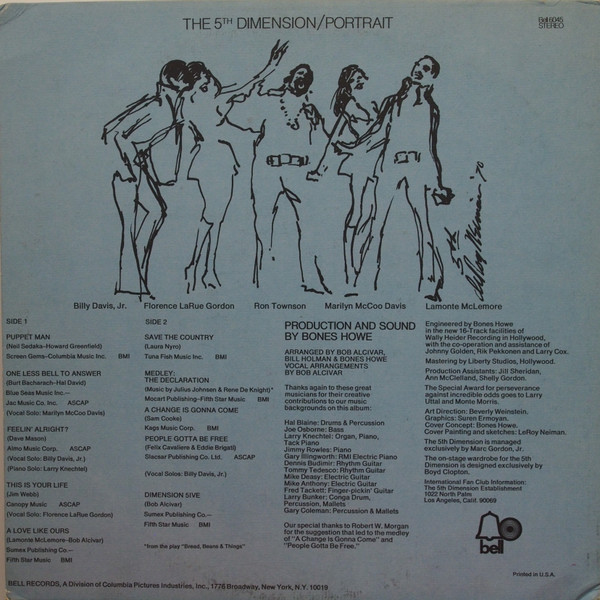 THE 5TH DIMENSION/PORTRAIT
Bell 6045
STEREO
5th
LeRoy Neiman '70
Billy Davis, Jr.
Florence LaRue Gordon
Ron Townson
Marilyn McCoo Davis
Lamonte McLemore
SIDE 1
PUPPET MAN
(Neil Sedaka-Howard Greenfield)
Screen Gems-Columbia Music Inc. BMI
ONE LESS BELL TO ANSWER
(Burt Bacharach-Hal David)
Blue Seas Music Inc.—
Jac Music Co. Inc. ASCAP
(Vocal Solo: Marilyn McCoo Davis)
FEELIN' ALRIGHT?
(Dave Mason)
Almo Music Corp. ASCAP
(Vocal Solo: Billy Davis, Jr.)
(Piano Solo: Larry Knechtel)
THIS IS YOUR LIFE
(Jim Webb)
Canopy Music ASCAP
(Vocal Solo: Florence LaRue Gordon)
A LOVE LIKE OURS
(Lamonte McLemore-Bob Alcivar)
Sumex Publishing Co.—
Fifth Star Music BMI
SIDE 2
SAVE THE COUNTRY
(Laura Nyro)
Tuna Fish Music Inc. BMI
MEDLEY:
THE DECLARATION
(Music by Julius Johnsen & Rene De Knight)*
Mocart Publishing-Fifth Star Music BMI
A CHANGE IS GONNA COME
(Sam Cooke)
Kags Music Corp. BMI
PEOPLE GOTTA BE FREE
(Felix Cavaliere & Eddie Brigati)
Slacsar Publishing Co. Ltd. ASCAP
(Vocal Solos: Billy Davis, Jr.)
DIMENSION 5IVE
(Bob Alcivar)
Sumex Publishing Co.—
Fifth Star Music BMI
*from the play "Bread, Beans & Things"
PRODUCTION AND SOUND
BY BONES HOWE
ARRANGED BY BOB ALCIVAR,
BILL HOLMAN & BONES HOWE
VOCAL ARRANGEMENTS
BY BOB ALCIVAR
Thanks again to these great
musicians for their creative
contributions to our music
backgrounds on this album:
Hal Blaine: Drums & Percussion
Joe Osborne: Bass
Larry Knechtel: Organ, Piano,
Tack Piano
Jimmy Rowles: Piano
Gary Illingworth: RMI Electric Piano
Dennis Budimir: Rhythm Guitar
Tommy Tedesco: Rhythm Guitar
Mike Deasy: Electric Guitar
Mike Anthony: Electric Guitar
Fred Tackett: Finger-pickin' Guitar
Larry Bunker: Conga Drum,
Percussion, Mallets
Gary Coleman: Percussion & Mallets
Our special thanks to Robert W. Morgan
for the suggestion that led to the medley
of "A Change Is Gonna Come" and
"People Gotta Be Free."
Engineered by Bones Howe
in the new 16-Track facilities of
Wally Heider Recording in Hollywood,
with the co-operation and assistance of
Johnny Golden, Rik Pekkonen and Larry Cox.
Mastering by Liberty Studios, Hollywood.
Production Assistants: Jill Sheridan,
Ann McClelland, Shelly Gordon.
The Special Award for perseverance
against incredible odds goes to Larry
Uttal and Monte Morris.
Art Direction: Beverly Weinstein,
Graphics: Suren Ermoyan,
Cover Concept: Bones Howe.
Cover Painting and sketches: LeRoy Neiman.
The 5th Dimension is managed
exclusively by Marc Gordon, Jr.
The on-stage wardrobe for the 5th
Dimension is designed exclusively by
Boyd Clopton.
International Fan Club Information:
The 5th Dimension Establishment
1022 North Palm
Los Angeles, Calif. 90069
bell
Printed in U.S.A.
BELL RECORDS, A Division of Columbia Pictures Industries, Inc., 1776 Broadway, New York, N.Y. 10019